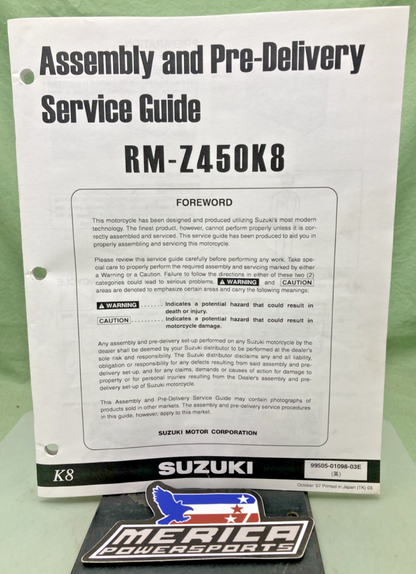 Assembly and Pre-Delivery
Service Guide
RM-Z450K8
FOREWORD
This motorcycle has been designed and produced utilizing Suzuki's most modern
technology. The finest product, however, cannot perform properly unless it is cor-
rectly assembled and serviced. This service guide has been produced to aid you in
properly assembling and servicing this motorcycle.
Please review this service guide carefully before performing any work. Take spe-
cial care to properly perform the required assembly and servicing marked by either
a Warning or a Caution. Failure to follow the directions in either of these two (2)
categories could lead to serious problems. WARNING and CAUTION
areas are denoted to emphasize certain areas and carry the following meanings:
WARNING ...... Indicates a potential hazard that could result in
death or injury.
CAUTION .......... Indicates a potential hazard that could result in
motorcycle damage.
Any assembly and pre-delivery set-up performed on any Suzuki motorcycle by the
dealer shall be deemed by your Suzuki distributor to be performed at the dealer's
sole risk and responsibility. The Suzuki distributor disclaims any and all liability,
obligation or responsibility for any defects resulting from said assembly and pre-
delivery set-up, and for any claims, demands or causes of action for damage to
property or for personal injuries resulting from the Dealer's assembly and pre-
delivery set-up of Suzuki motorcycle.
This Assembly and Pre-Delivery Service Guide may contain photographs of
products sold in other markets. The assembly and pre-delivery service procedures
in this guide, however, apply to this market.
SUZUKI MOTOR CORPORATION
K8 SUZUKI 99505-01098-03E
(英)
October '07 Printed in Japan (TK) 03
MERICA
POWERSPORTS